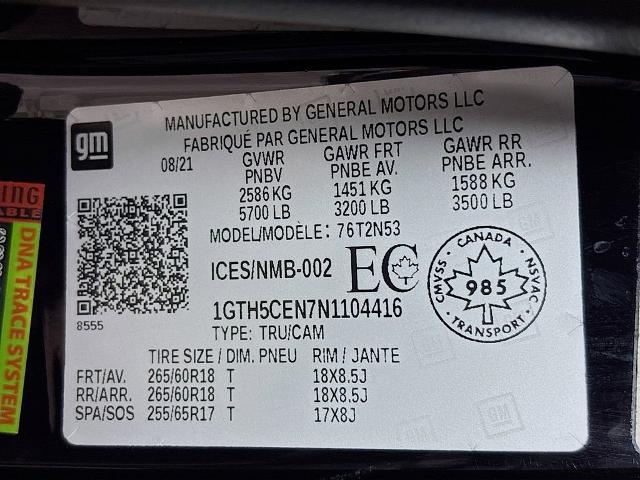 MANUFACTURED BY GENERAL MOTORS LLC
FABRIQUÉ PAR GENERAL MOTORS LLC
gm
08/21
GVWR GAWR FRT GAWR RR
PNBV PNBE AV. PNBE ARR.
2586 KG 1451 KG 1588 KG
5700 LB 3200 LB 3500 LB
MODEL/MODÈLE: 76T2N53
ICES/NMB-002 EC
CANADA
CMVSS 985 NSVAC
TRANSPORT
8555
1GTH5CEN7N1104416
TYPE: TRU/CAM
TIRE SIZE / DIM. PNEU RIM / JANTE
FRT/AV. 265/60R18 T 18X8.5J
RR/ARR. 265/60R18 T 18X8.5J
SPA/SOS 255/65R17 T 17X8J
DNA TRACE SYSTEM